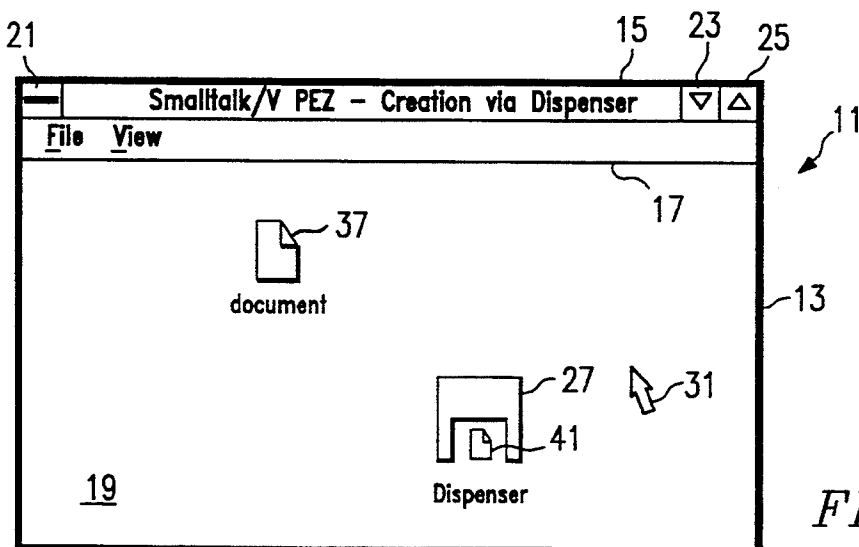 21 15 23 25
Smalltalk/V PEZ - Creation via Dispenser
File View
11
17
37
document
13
27
31
41
19
Dispenser